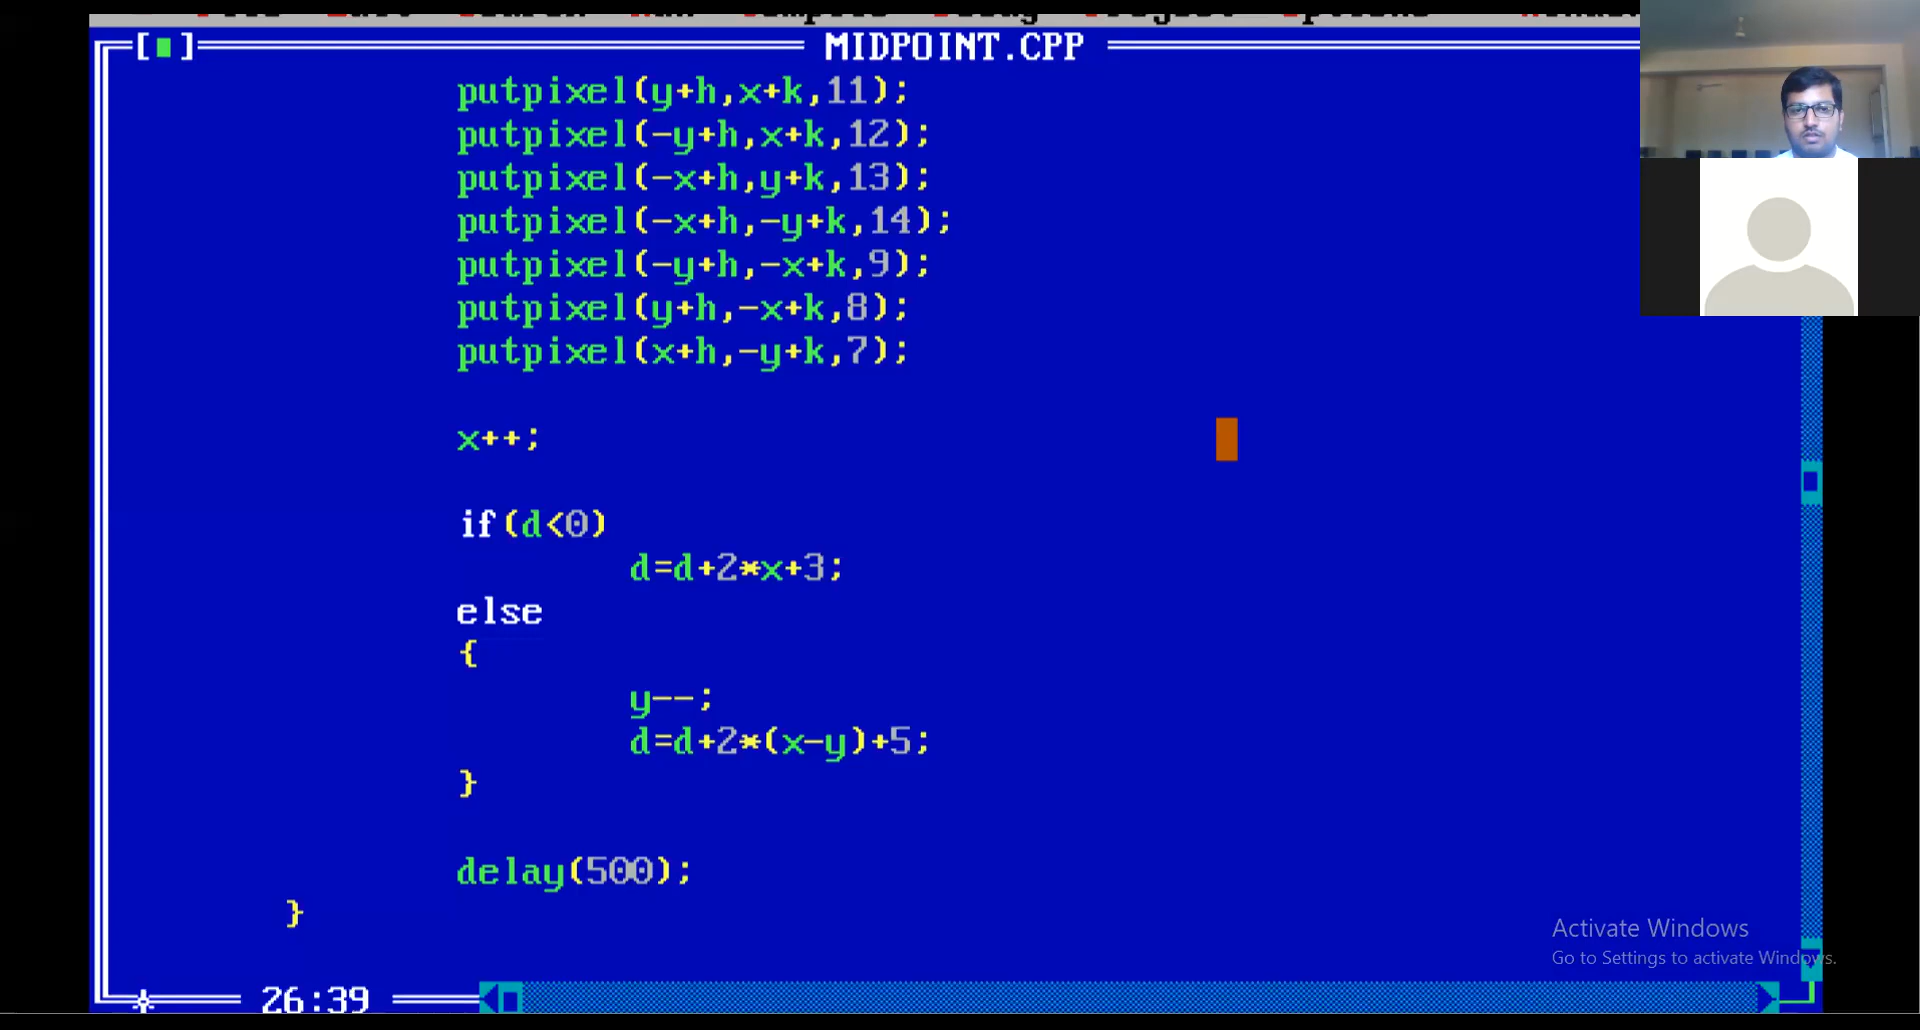 [ ] MIDPOINT.CPP
putpixel(y+h,x+k,11);
putpixel(-y+h,x+k,12);
putpixel(-x+h,y+k,13);
putpixel(-x+h,-y+k,14);
putpixel(-y+h,-x+k,9);
putpixel(y+h,-x+k,8);
putpixel(x+h,-y+k,7);
x++;
if(d<0)
d=d+2*x+3;
else
{
y--;
d=d+2*(x-y)+5;
}
delay(500);
}
Activate Windows
Go to Settings to activate Windows.
26:39